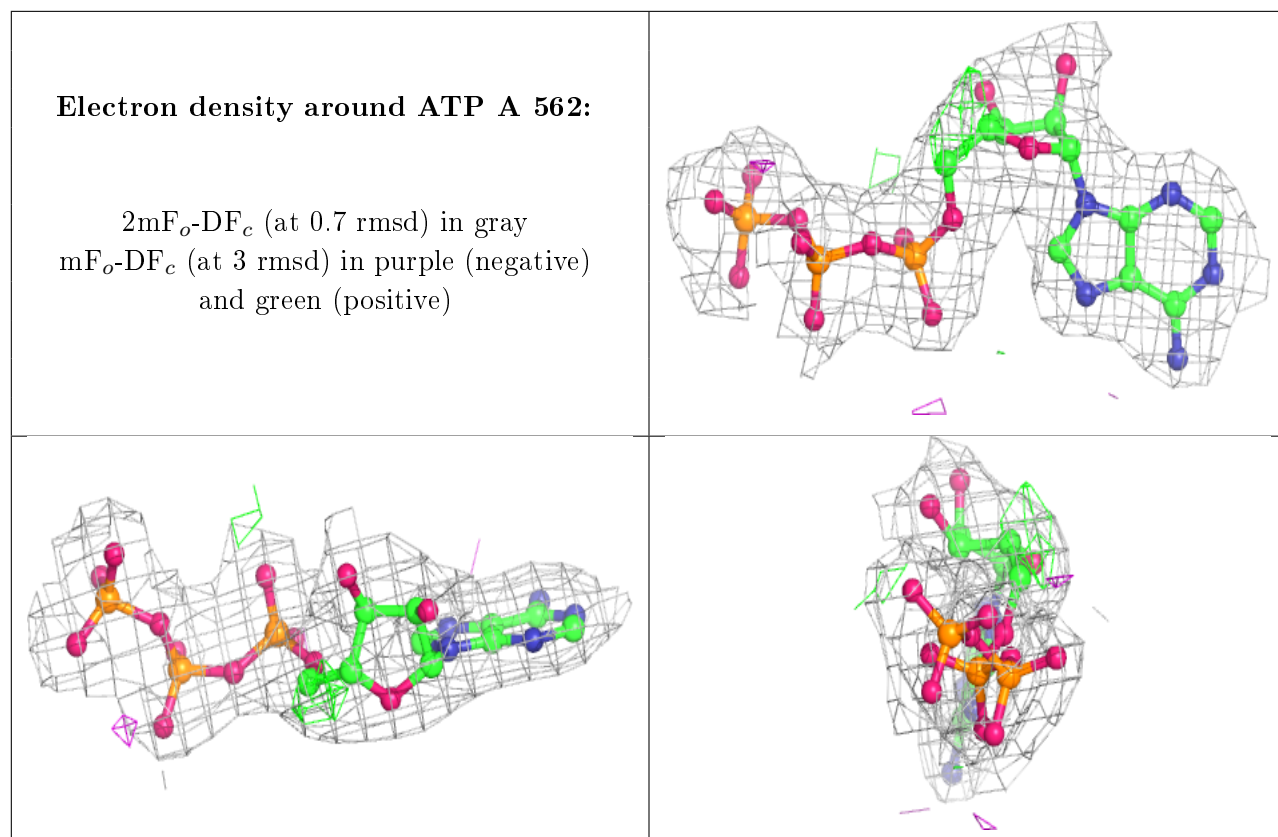 Electron density around ATP A 562:
2mFₒ-DF𝒸 (at 0.7 rmsd) in gray
mFₒ-DF𝒸 (at 3 rmsd) in purple (negative)
and green (positive)